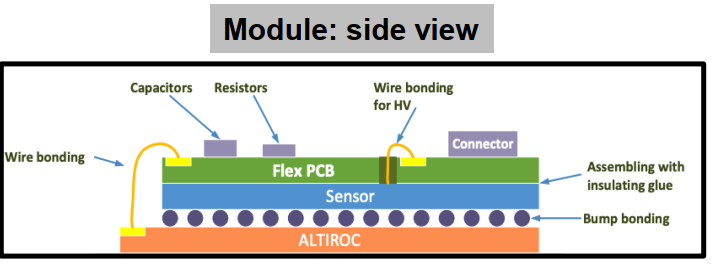 Module: side view
Capacitors
Resistors
Wire bonding
for HV
Connector
Wire bonding
Flex PCB
Assembling with
insulating glue
Sensor
Bump bonding
ALTIROC